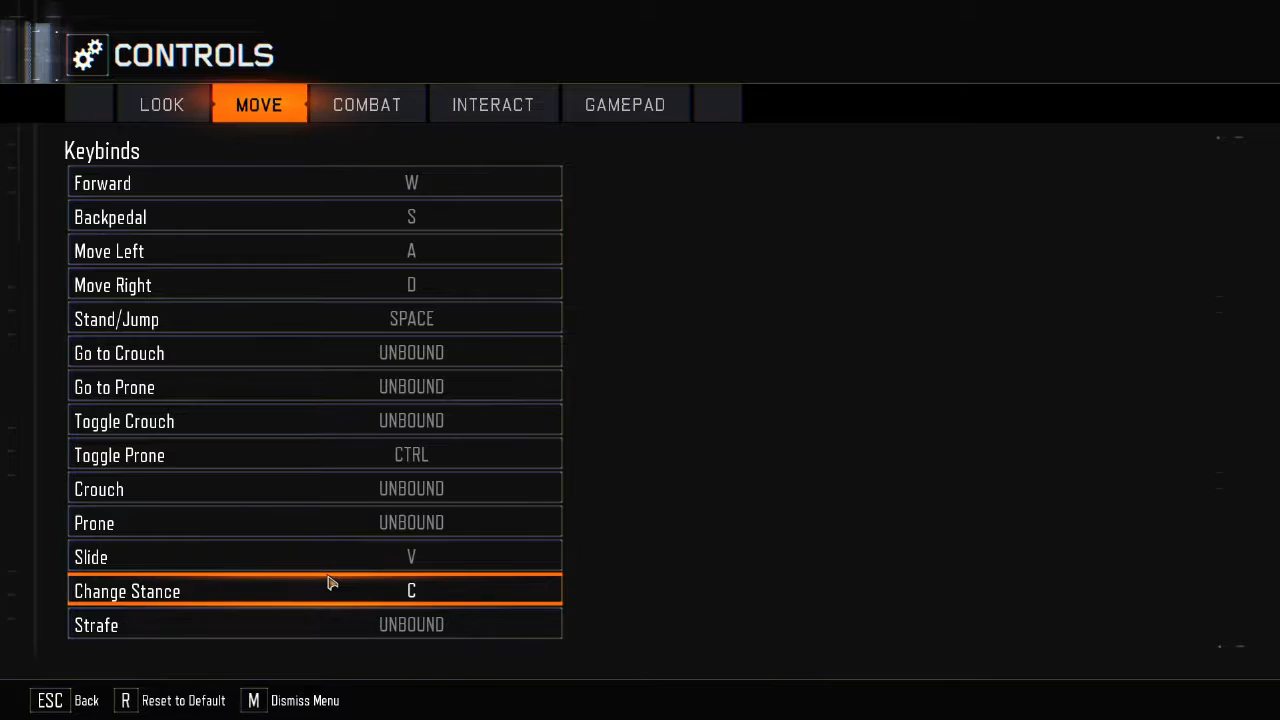 CONTROLS
LOOK MOVE COMBAT INTERACT GAMEPAD
Keybinds
Forward W
Backpedal S
Move Left A
Move Right D
Stand/Jump SPACE
Go to Crouch UNBOUND
Go to Prone UNBOUND
Toggle Crouch UNBOUND
Toggle Prone CTRL
Crouch UNBOUND
Prone UNBOUND
Slide V
Change Stance C
Strafe UNBOUND
ESC Back R Reset to Default M Dismiss Menu